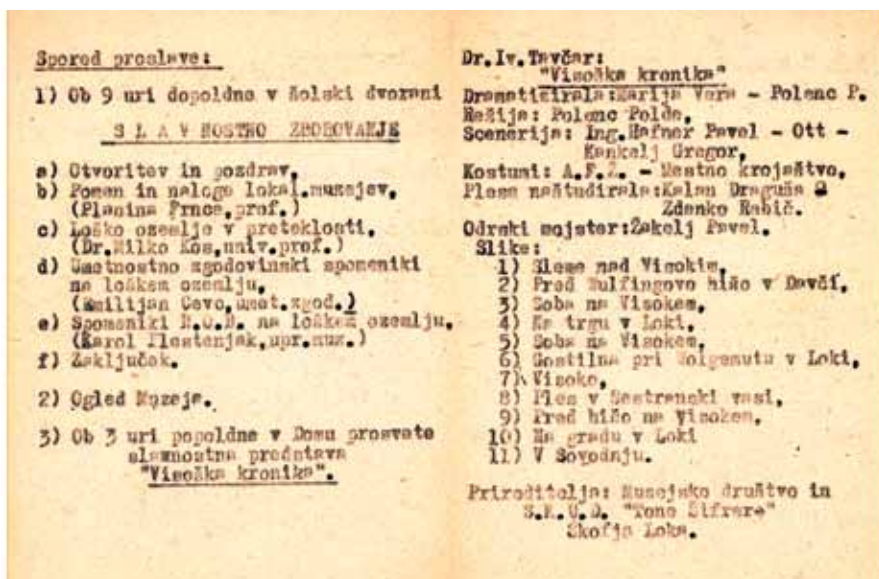 Spored proslave:
1) Ob 9 uri dopoldne v šolski dvorani
S L A V NOSTNO ZBOROVANJE
a) Otvoritev in pozdrav,
b) Pomen in naloge lokal.muzejev,
(Planina France,prof.)
c) Loško ozemlje v preteklosti,
(Dr.Milko Kos,univ.prof.)
d) Umetnostno zgodovinski spomeniki
na loškem ozemlju,
(Emilijan Cevc,umet.zgod.)
e) Spomeniki N.O.B. na loškem ozemlju,
(Karol Plestenjak,upr.muz.)
f) Zaključek.
2) Ogled Muzeja.
3) Ob 3 uri popoldne v Domu prosvete
slavnostna predstava
"Visoška kronika".
Dr.Iv.Tavčar:
"Visoška kronika"
Dramatizirala:Marija Vera - Polenc P.
Režija: Polenc Polde,
Scenerija: Ing.Hafner Pavel - Ott -
Kankelj Gregor,
Kostumi: A.F.Ž. - Mestno krojaštvo,
Plese naštudirala:Kalan Draguša &
Zdenko Rabič.
Odrski mojster:Žakelj Pavel,
Slike:
1) Sleme nad Visokim,
2) Pred Wulfingovo hišo v Davči,
3) Soba na Visokem,
4) Na trgu v Loki,
5) Soba na Visokem,
6) Gostilna pri Wolgemutu v Loki,
7) Visoko,
8) Ples v Sestranski vasi,
9) Pred hišo na Visokem,
10) Na gradu v Loki
11) V Sovodnju.
Priroditelja: Muzejsko društvo in
S.K.U.D. "Tone Šifrer"
Škofja Loka.